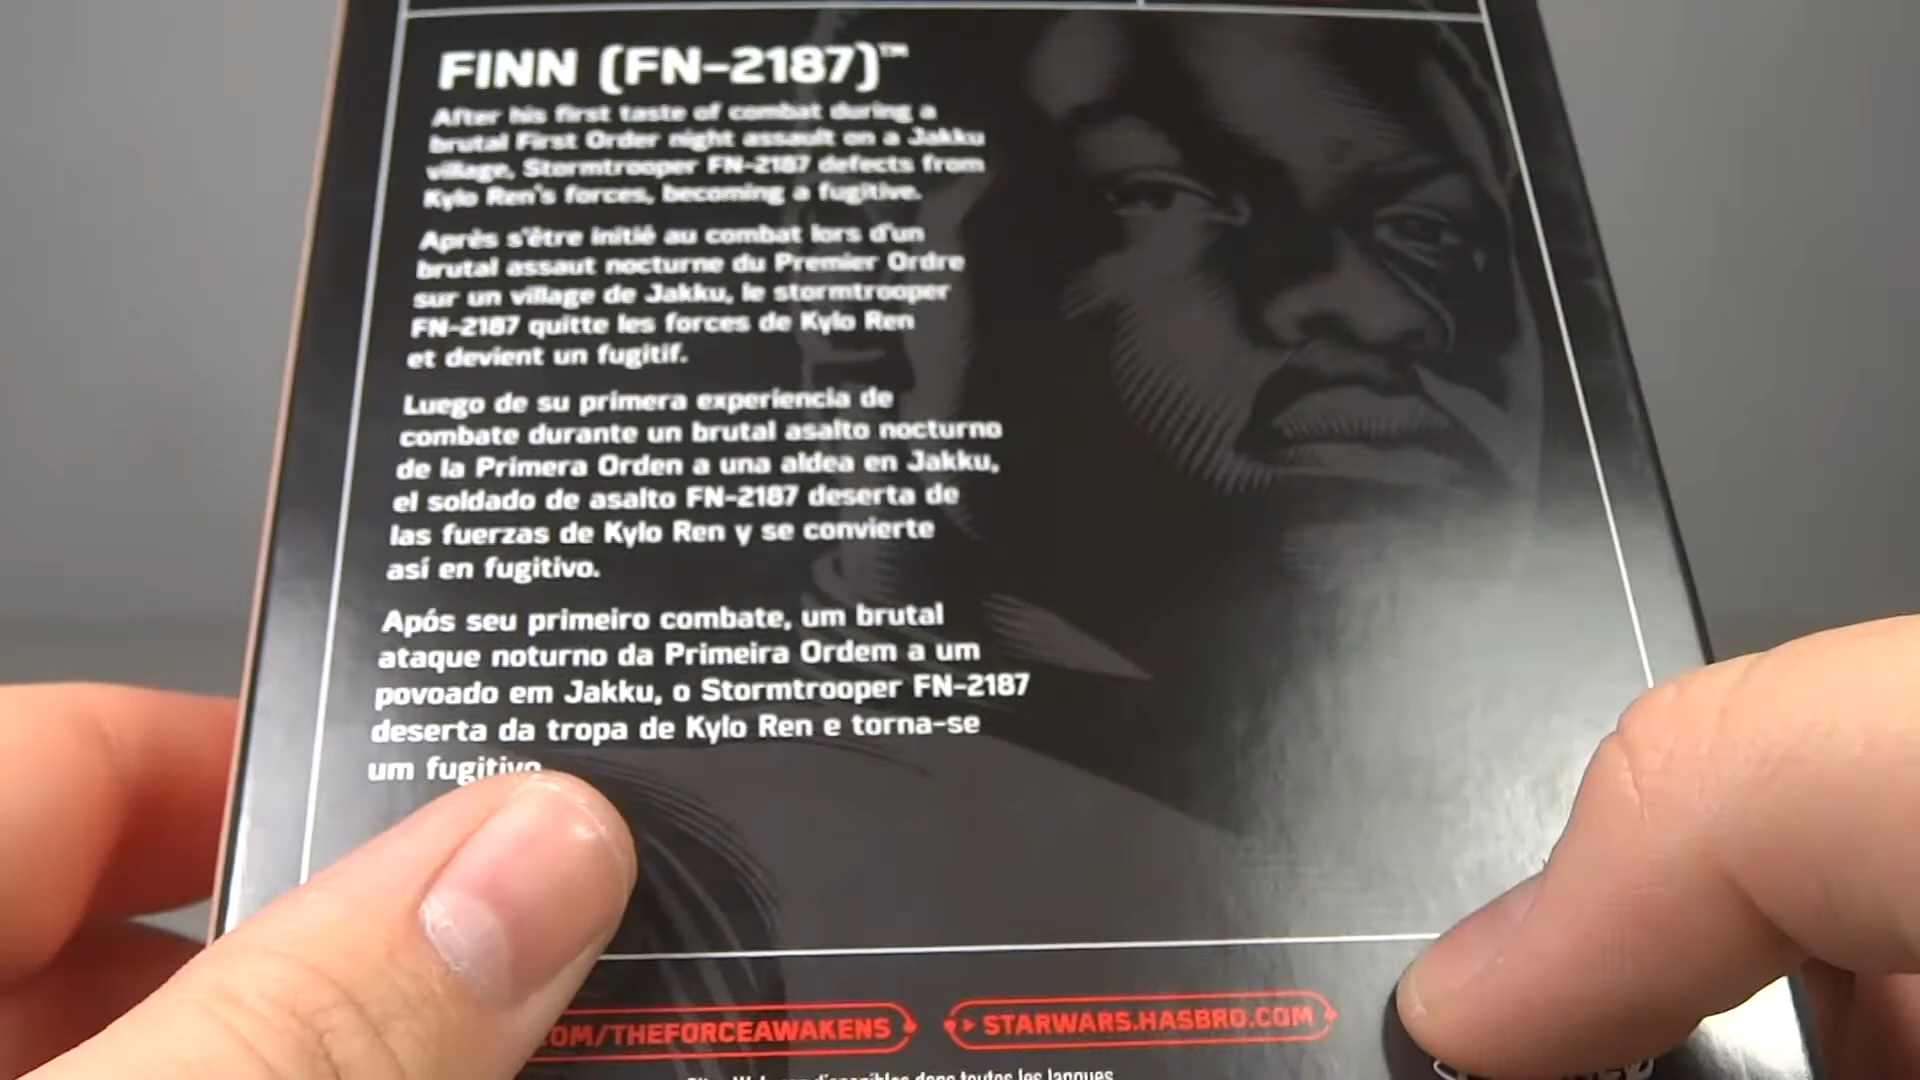 FINN (FN-2187)™
After his first taste of combat during a
brutal First Order night assault on a Jakku
village, Stormtrooper FN-2187 defects from
Kylo Ren's forces, becoming a fugitive.
Après s'être initié au combat lors d'un
brutal assaut nocturne du Premier Ordre
sur un village de Jakku, le stormtrooper
FN-2187 quitte les forces de Kylo Ren
et devient un fugitif.
Luego de su primera experiencia de
combate durante un brutal asalto nocturno
de la Primera Orden a una aldea en Jakku,
el soldado de asalto FN-2187 deserta de
las fuerzas de Kylo Ren y se convierte
así en fugitivo.
Após seu primeiro combate, um brutal
ataque noturno da Primeira Ordem a um
povoado em Jakku, o Stormtrooper FN-2187
deserta da tropa de Kylo Ren e torna-se
um fugitivo
.COM/THEFORCEAWAKENS
STARWARS.HASBRO.COM
dans toutes les langues